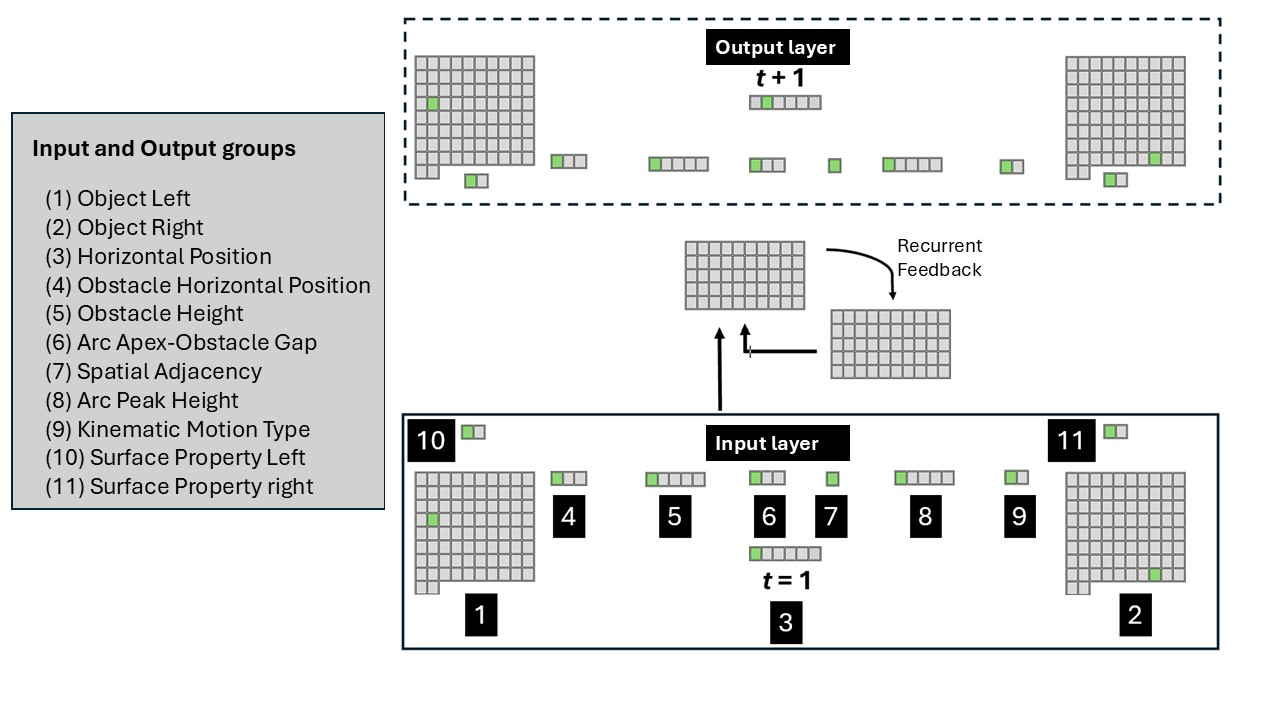 Output layer
t + 1
Input and Output groups
(1) Object Left
(2) Object Right
(3) Horizontal Position
(4) Obstacle Horizontal Position
(5) Obstacle Height
(6) Arc Apex-Obstacle Gap
(7) Spatial Adjacency
(8) Arc Peak Height
(9) Kinematic Motion Type
(10) Surface Property Left
(11) Surface Property right
Recurrent
Feedback
10
Input layer
11
4
5
6
7
8
9
t = 1
1
3
2